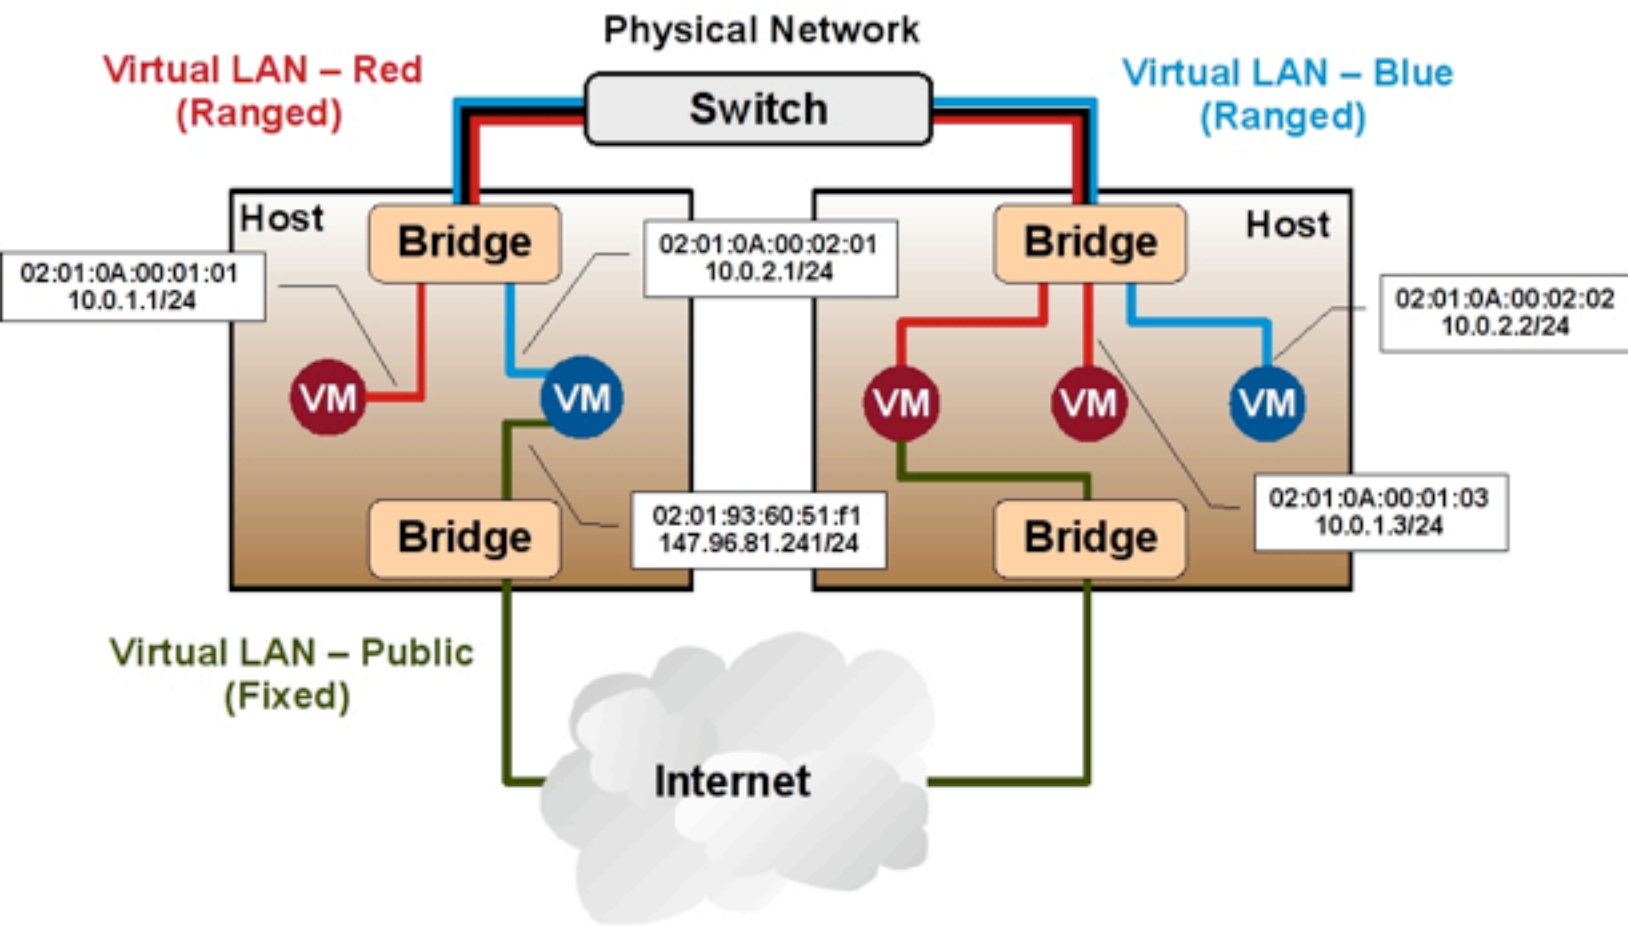 Physical Network
Virtual LAN – Red
(Ranged)
Switch
Virtual LAN – Blue
(Ranged)
Host
Bridge
02:01:0A:00:02:01
10.0.2.1/24
02:01:0A:00:01:01
10.0.1.1/24
VM
VM
Bridge
02:01:93:60:51:f1
147.96.81.241/24
Bridge
Host
02:01:0A:00:02:02
10.0.2.2/24
VM
VM
VM
02:01:0A:00:01:03
10.0.1.3/24
Bridge
Virtual LAN – Public
(Fixed)
Internet